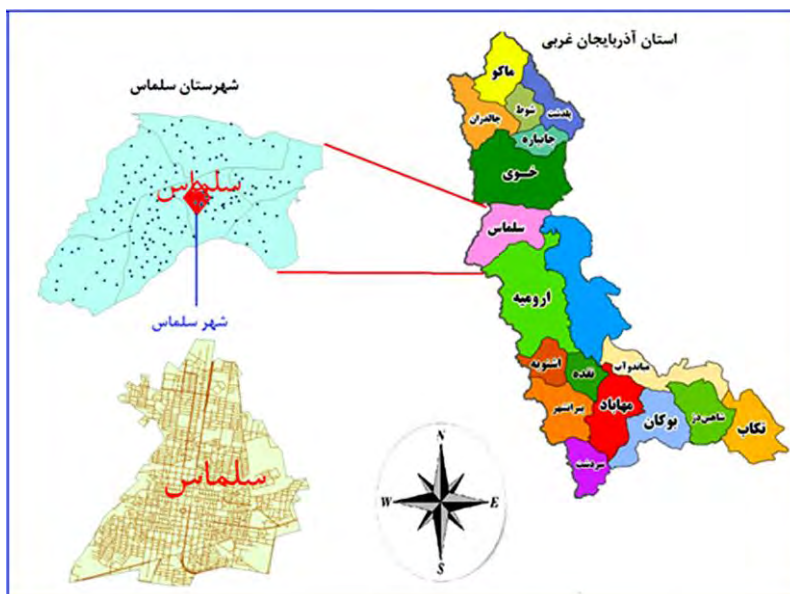 استان آذربایجان غربی
ماکو
شهرستان سلماس
شوط
پلدشت
چالدران
چایپاره
خوی
سلماس
سلماس
ارومیه
شهر سلماس
میاندوآب
اشنویه
نقده
مهاباد
پیرانشهر
بوکان
شاهین دژ
تکاب
سردشت
سلماس
N
W
E
S